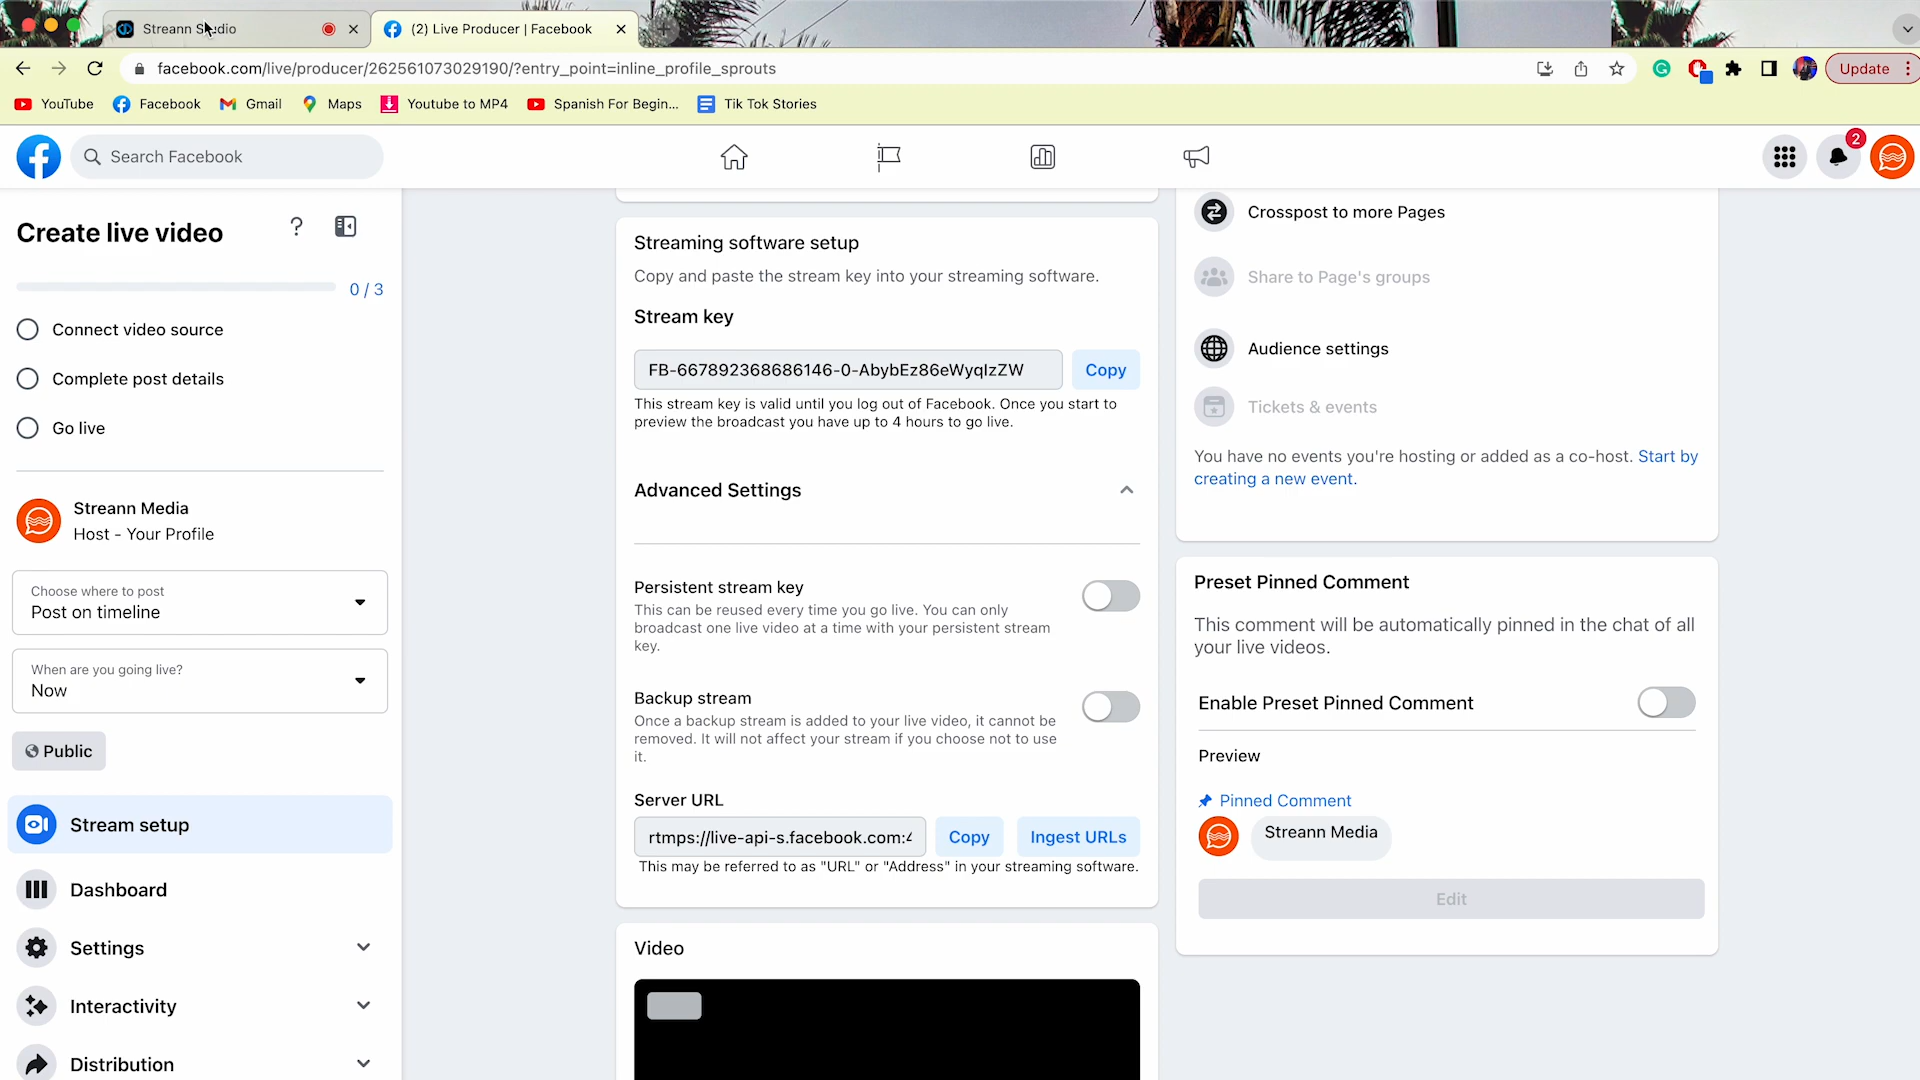 Streann Studio
(2) Live Producer | Facebook
facebook.com/live/producer/262561073029190/?entry_point=inline_profile_sprouts
Update
YouTube
Facebook
Gmail
Maps
Youtube to MP4
Spanish For Begin...
Tik Tok Stories
Search Facebook
2
Create live video
0 / 3
Connect video source
Complete post details
Go live
Streann Media
Host - Your Profile
Choose where to post
Post on timeline
When are you going live?
Now
Public
Stream setup
Dashboard
Settings
Interactivity
Distribution
Streaming software setup
Copy and paste the stream key into your streaming software.
Stream key
FB-667892368686146-0-AbybEz86eWyqIzZW
Copy
This stream key is valid until you log out of Facebook. Once you start to
preview the broadcast you have up to 4 hours to go live.
Advanced Settings
Persistent stream key
This can be reused every time you go live. You can only
broadcast one live video at a time with your persistent stream
key.
Backup stream
Once a backup stream is added to your live video, it cannot be
removed. It will not affect your stream if you choose not to use
it.
Server URL
rtmps://live-api-s.facebook.com:4
Copy
Ingest URLs
This may be referred to as "URL" or "Address" in your streaming software.
Video
Crosspost to more Pages
Share to Page's groups
Audience settings
Tickets & events
You have no events you're hosting or added as a co-host. Start by
creating a new event.
Preset Pinned Comment
This comment will be automatically pinned in the chat of all
your live videos.
Enable Preset Pinned Comment
Preview
Pinned Comment
Streann Media
Edit